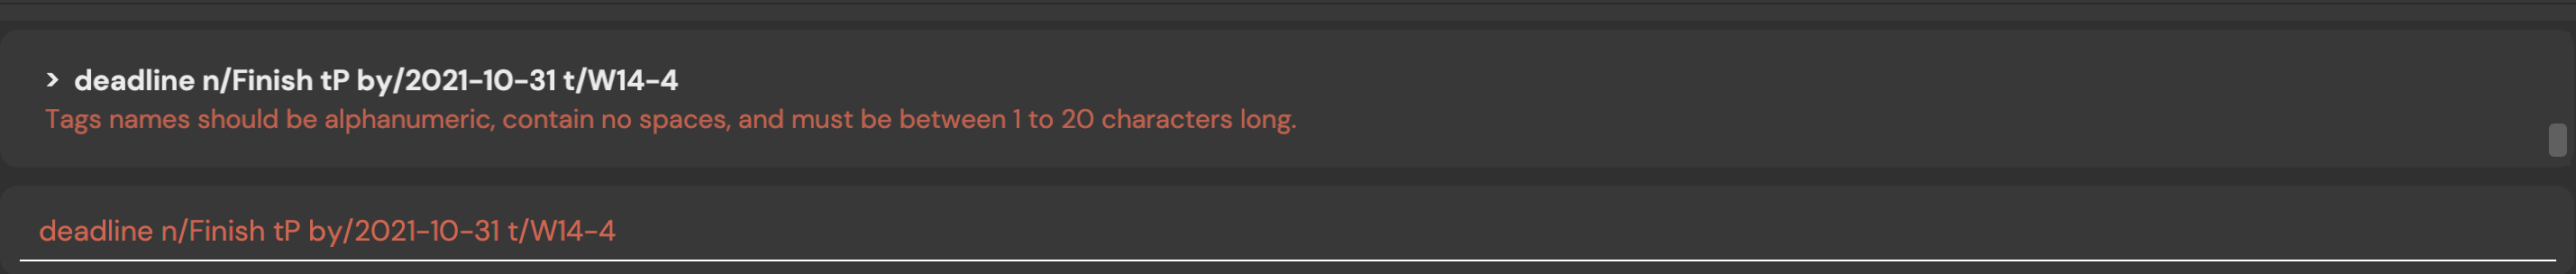 > deadline n/Finish tP by/2021-10-31 t/W14-4
Tags names should be alphanumeric, contain no spaces, and must be between 1 to 20 characters long.
deadline n/Finish tP by/2021-10-31 t/W14-4